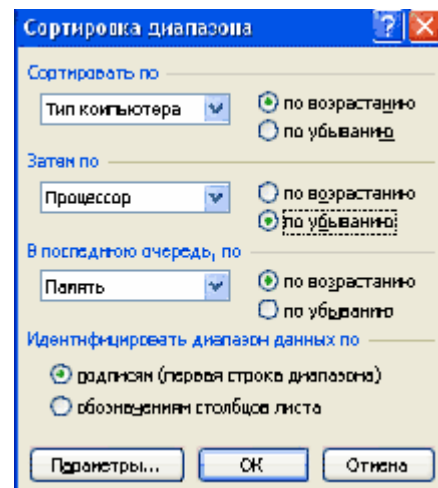 Сортировка диапазона
Сортировать по
Тип компьютера
по возрастанию
по убыванию
Затем по
Процессор
по возрастанию
по убыванию
В последнюю очередь, по
Память
по возрастанию
по убыванию
Идентифицировать диапазон данных по
подписям (первая строка диапазона)
обозначениям столбцов листа
Параметры... ОК Отмена